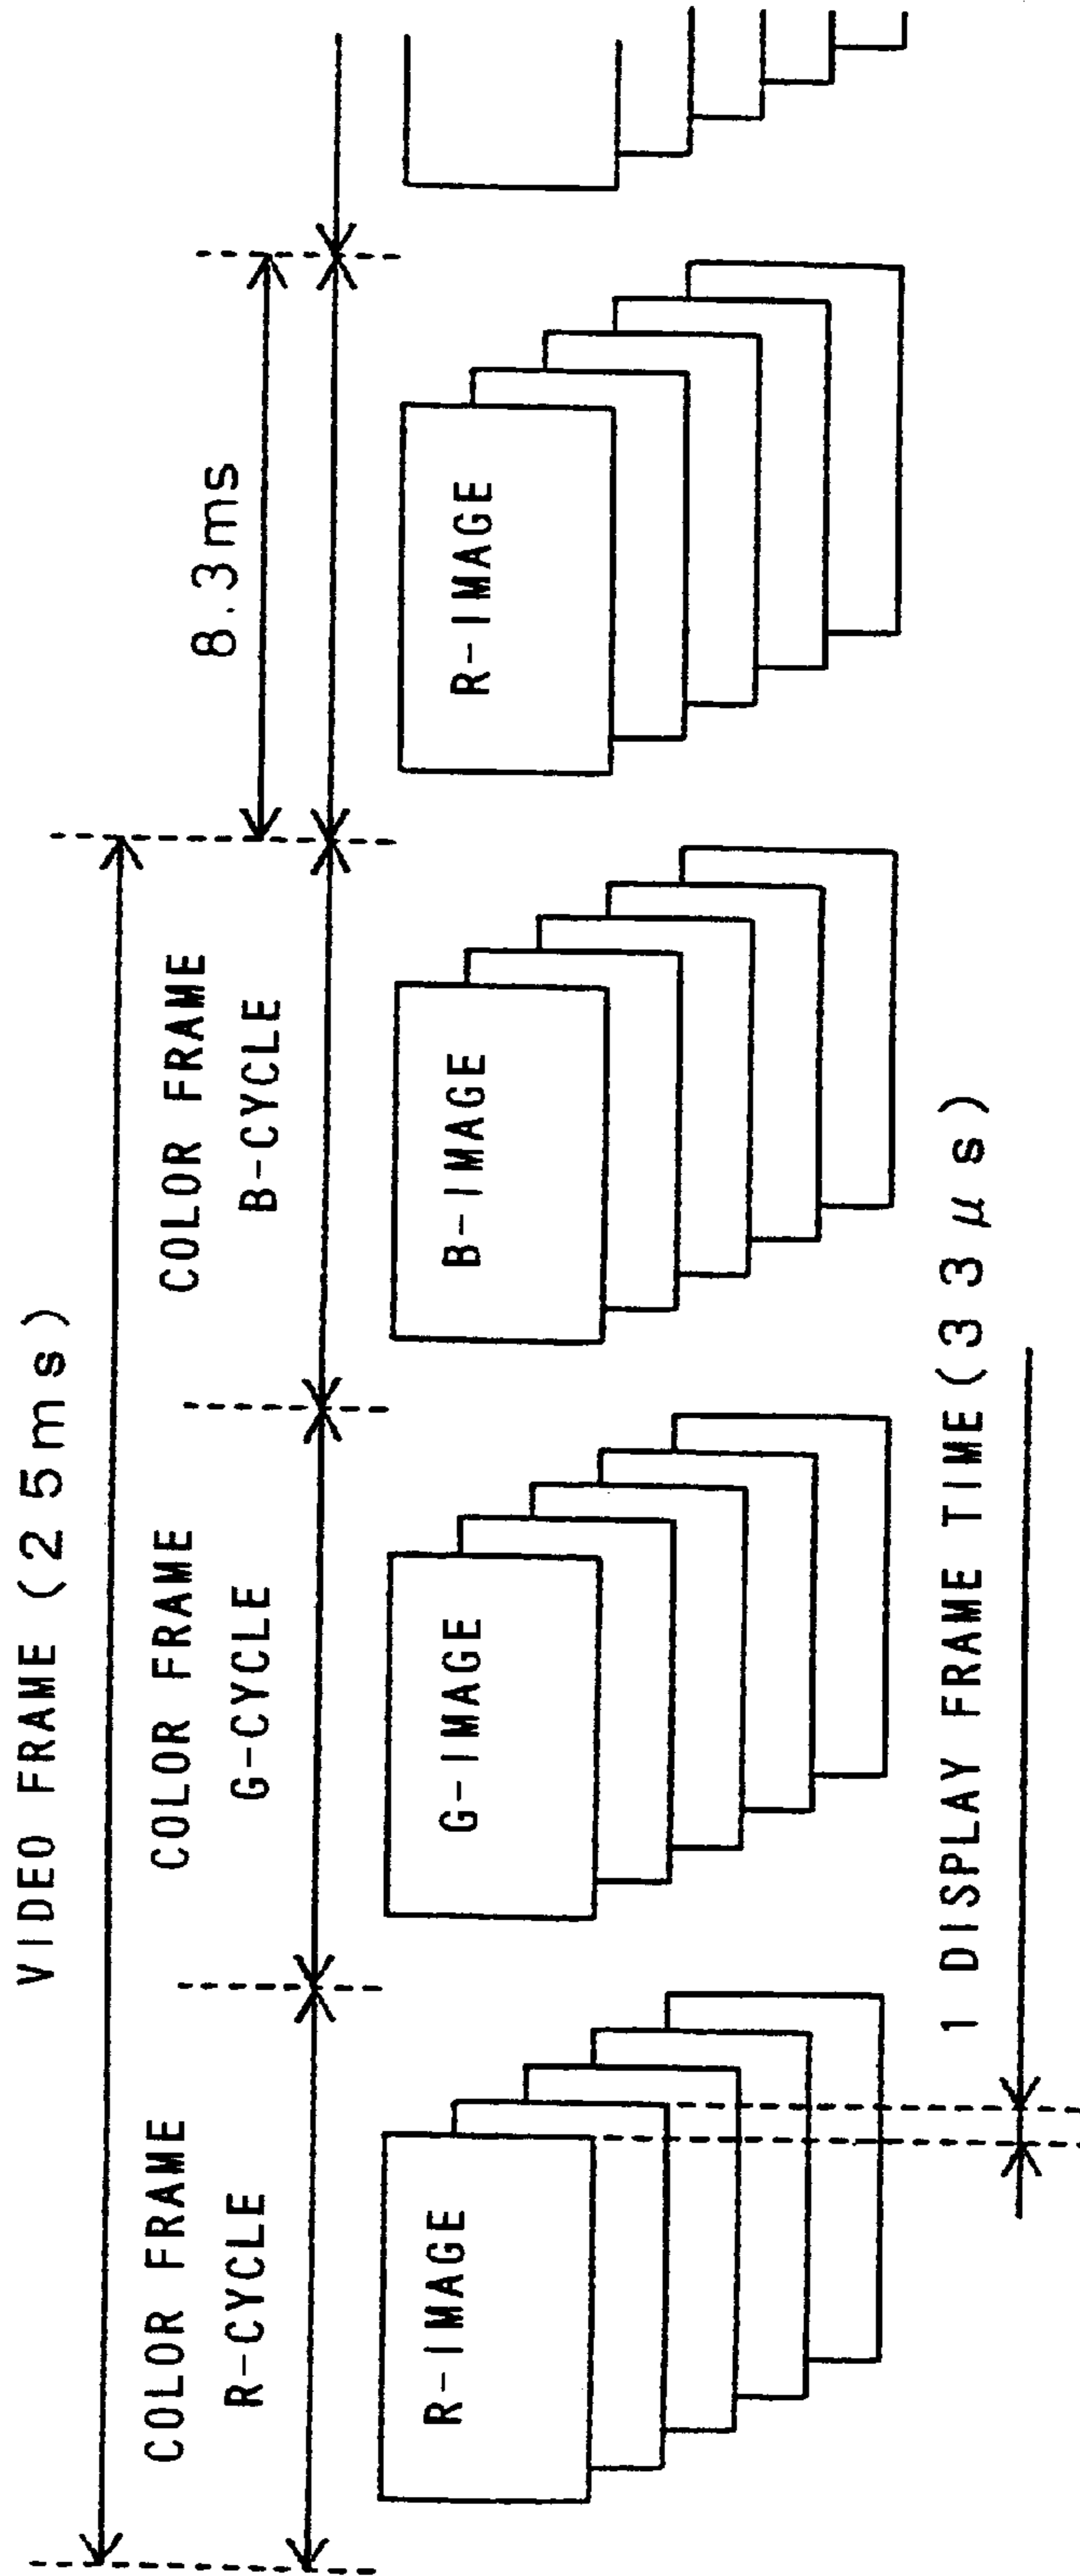 VIDEO FRAME (25ms)
COLOR FRAME
R-CYCLE
COLOR FRAME
G-CYCLE
COLOR FRAME
B-CYCLE
8.3ms
R-IMAGE
G-IMAGE
B-IMAGE
R-IMAGE
1 DISPLAY FRAME TIME (33μs)